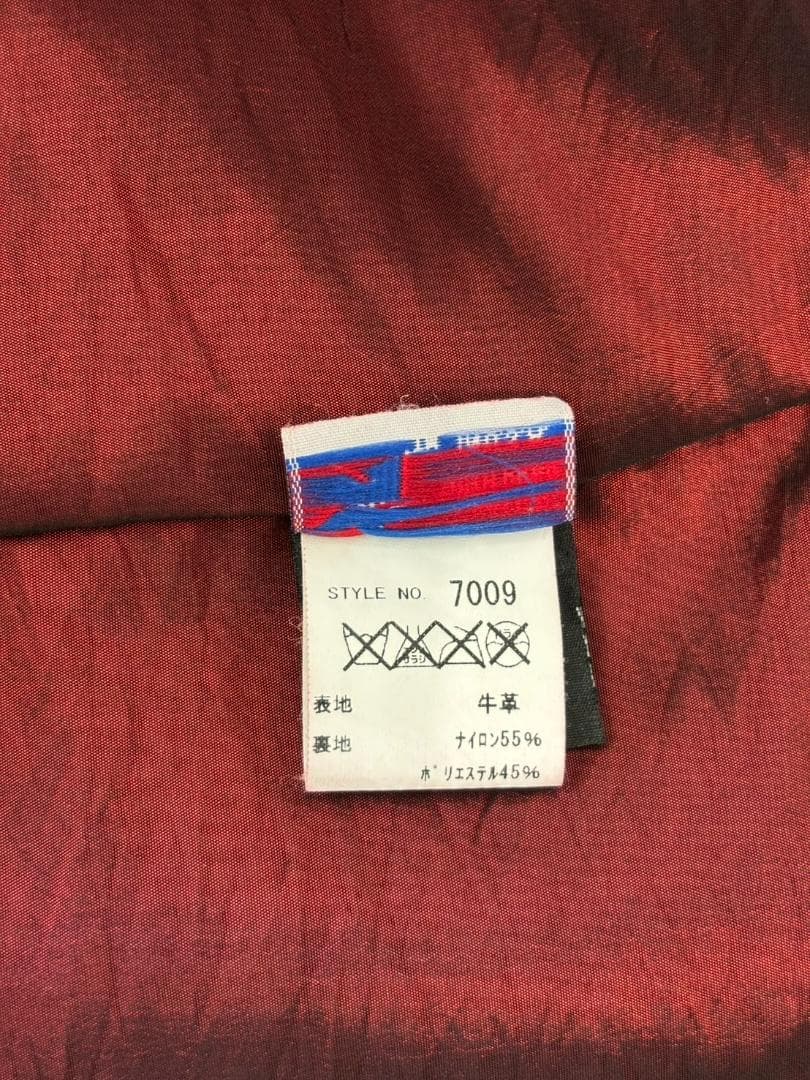 STYLE NO. 7009
表地 牛革
裏地 ナイロン55%
ポリエステル45%